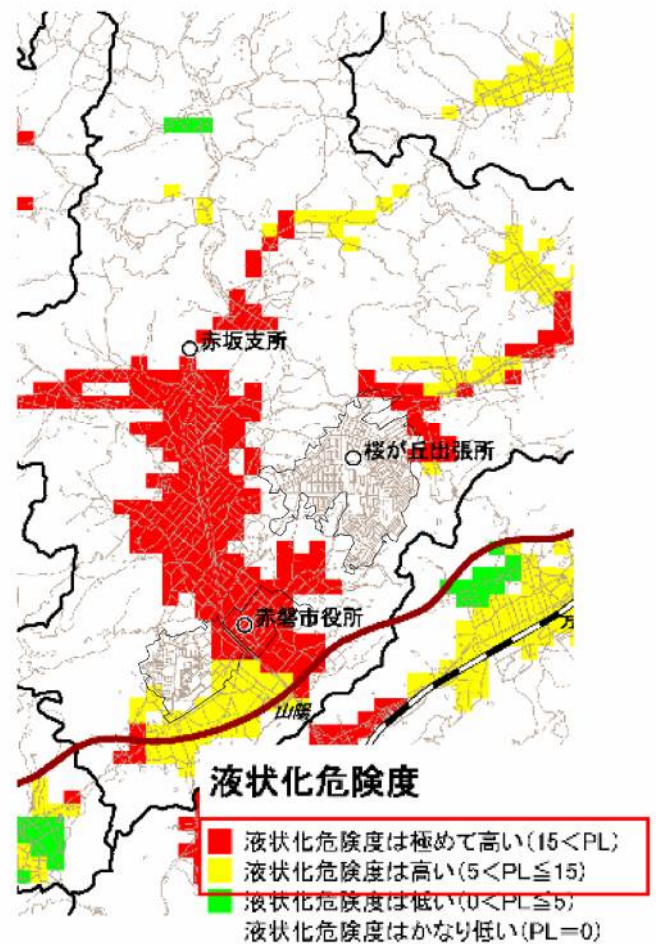 赤坂支所
桜が丘出張所
赤磐市役所
山陽
液状化危険度
液状化危険度は極めて高い(15<PL)
液状化危険度は高い(5<PL≦15)
液状化危険度は低い(0<PL≦5)
液状化危険度はかなり低い(PL=0)